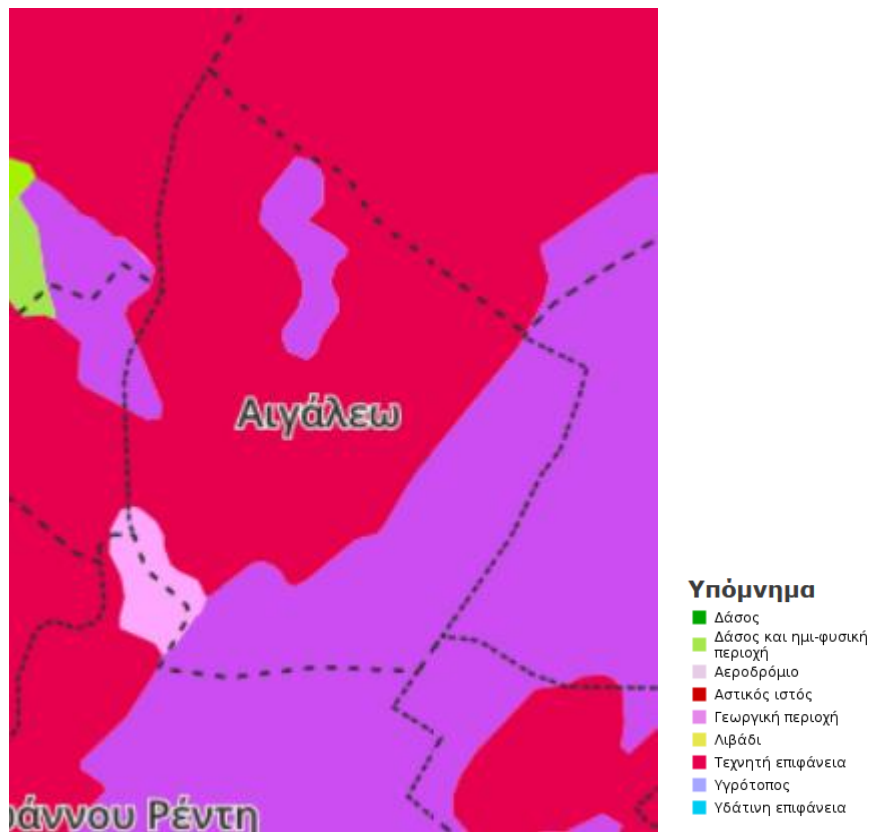 Αιγάλεω
Υπόμνημα
Δάσος
Δάσος και ημι-φυσική
περιοχή
Αεροδρόμιο
Αστικός ιστός
Γεωργική περιοχή
Λιβάδι
Τεχνητή επιφάνεια
Υγρότοπος
Υδάτινη επιφάνεια
άννου Ρέντη